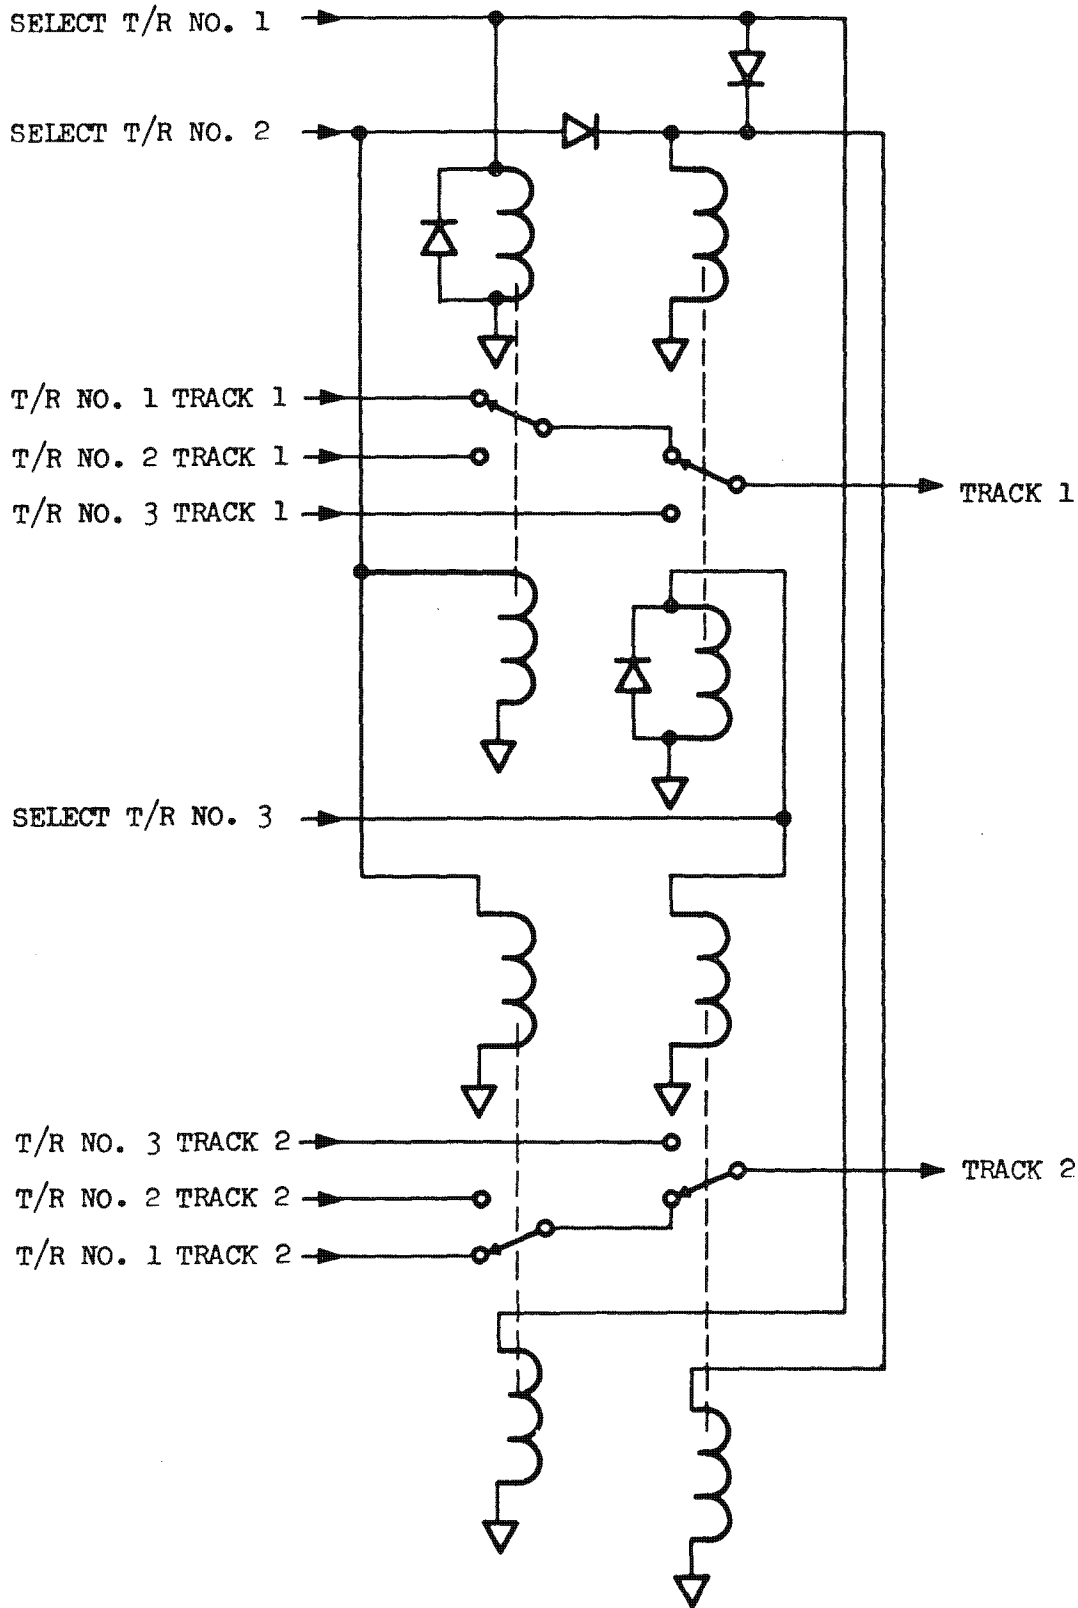 SELECT T/R NO. 1
SELECT T/R NO. 2
T/R NO. 1 TRACK 1
T/R NO. 2 TRACK 1
TRACK 1
T/R NO. 3 TRACK 1
SELECT T/R NO. 3
T/R NO. 3 TRACK 2
TRACK 2
T/R NO. 2 TRACK 2
T/R NO. 1 TRACK 2